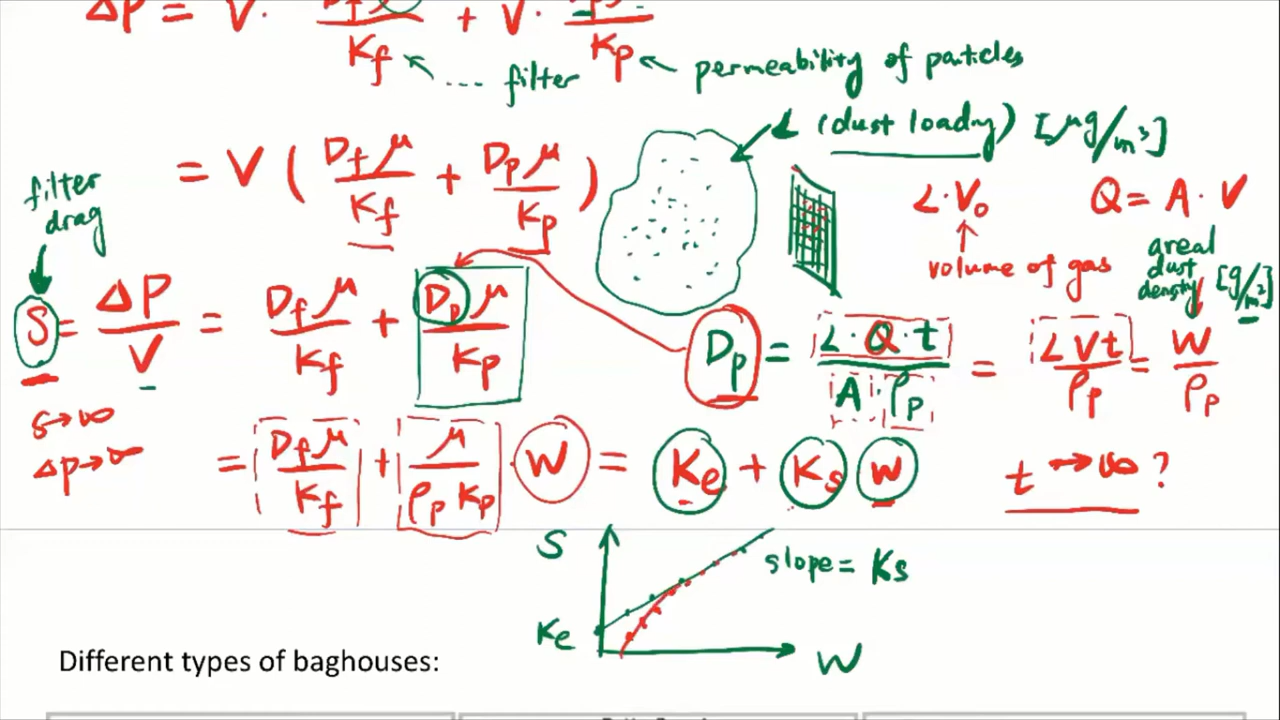 ΔP = V · Df μ / Kf + V · Dp μ / Kp
.... filter
permeability of particles
L (dust loading) [μg/m³]
= V ( Df μ / Kf + Dp μ / Kp )
filter drag
L · V₀
Q = A · V
volume of gas
areal dust density [g/m²]
S = ΔP / V = Df μ / Kf + Dp μ / Kp
Dp = L · Q · t / A · ρp = L V t / ρp = W / ρp
S → ∞
Δp → ∞
= Df μ / Kf + μ / ρp Kp · W = Ke + Ks W
t → ∞ ?
S
slope = Ks
Ke
W
Different types of baghouses: